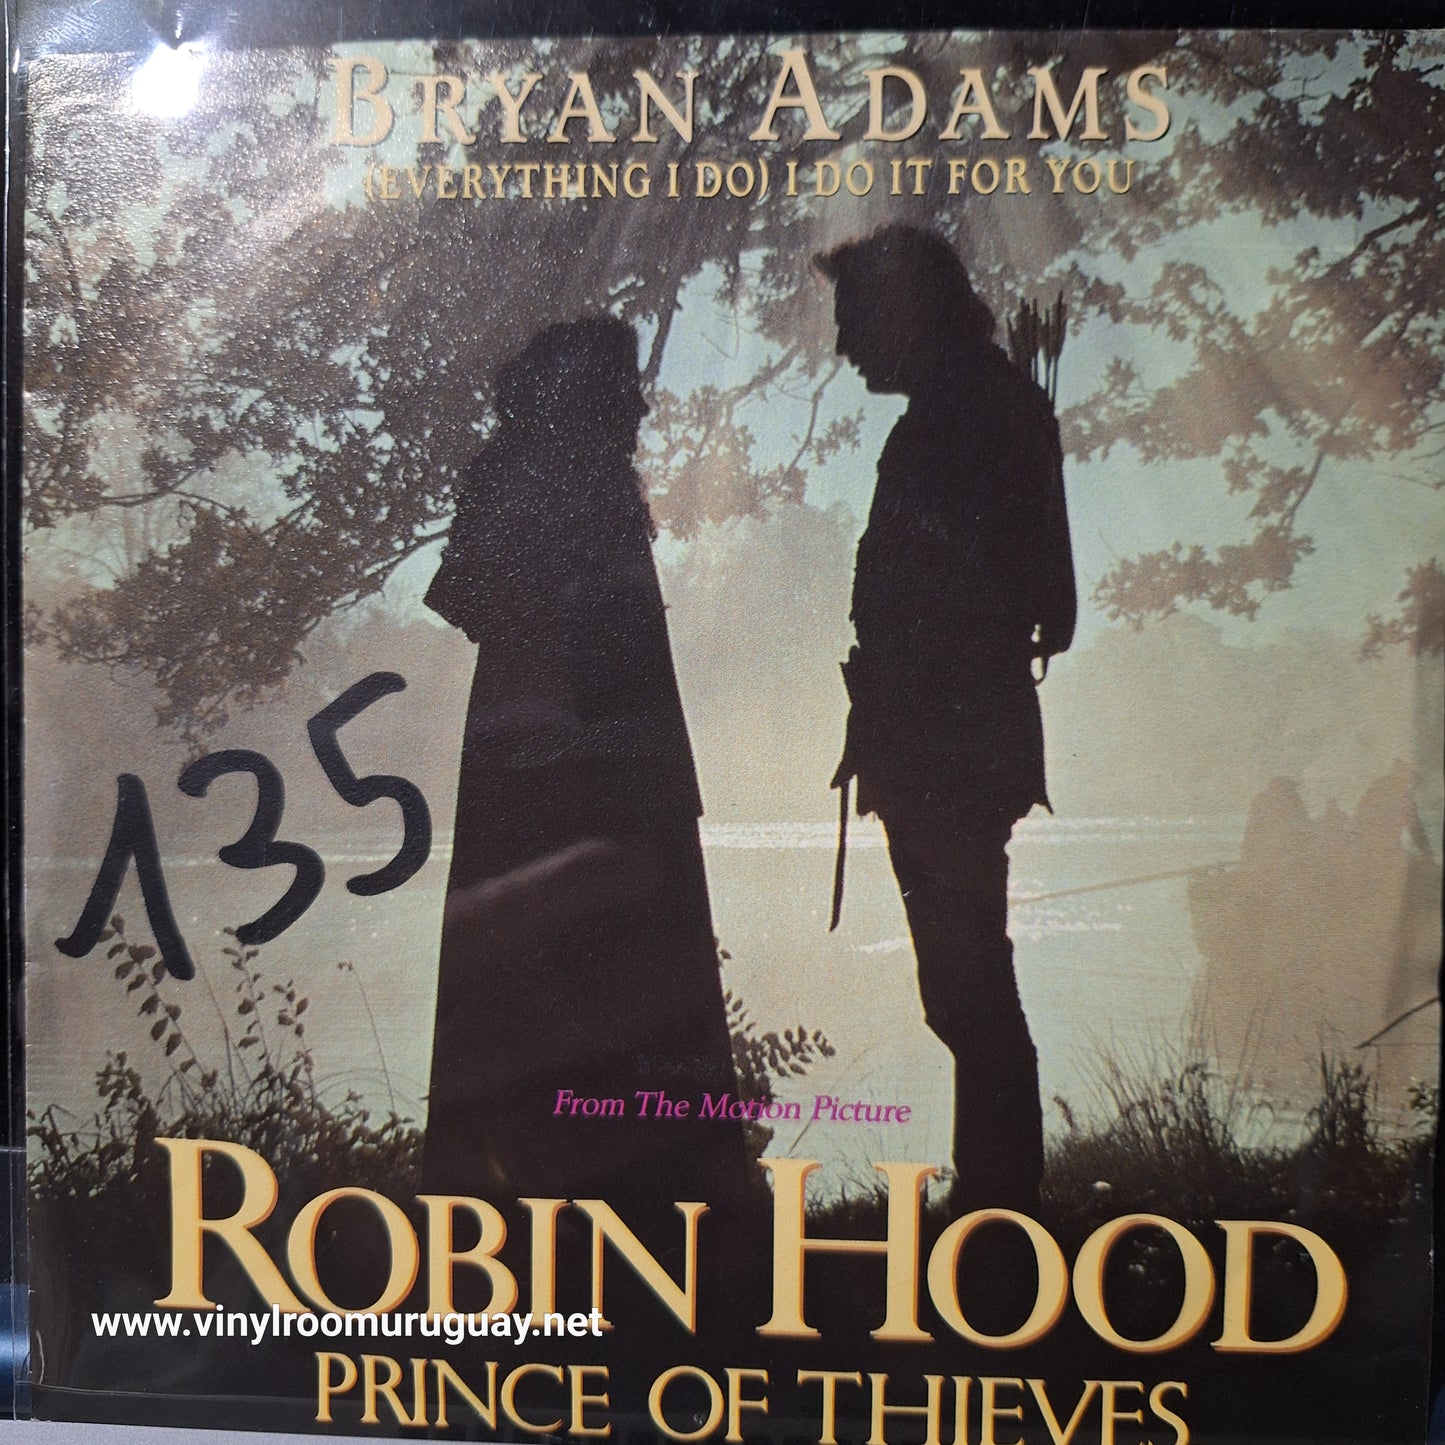 BRYAN ADAMS
(EVERYTHING I DO) I DO IT FOR YOU
135
From The Motion Picture
ROBIN HOOD
www.vinylroomuruguay.net
PRINCE OF THIEVES